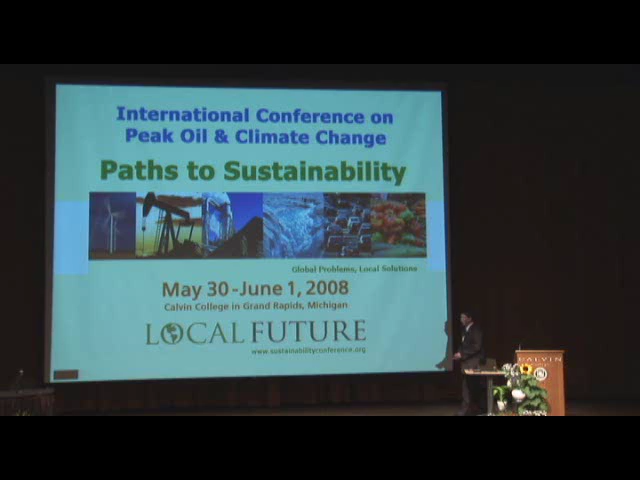 International Conference on
Peak Oil & Climate Change
Paths to Sustainability
Global Problems, Local Solutions
May 30 - June 1, 2008
Calvin College in Grand Rapids, Michigan
LOCAL FUTURE
www.sustainabilityconference.org
CALVIN